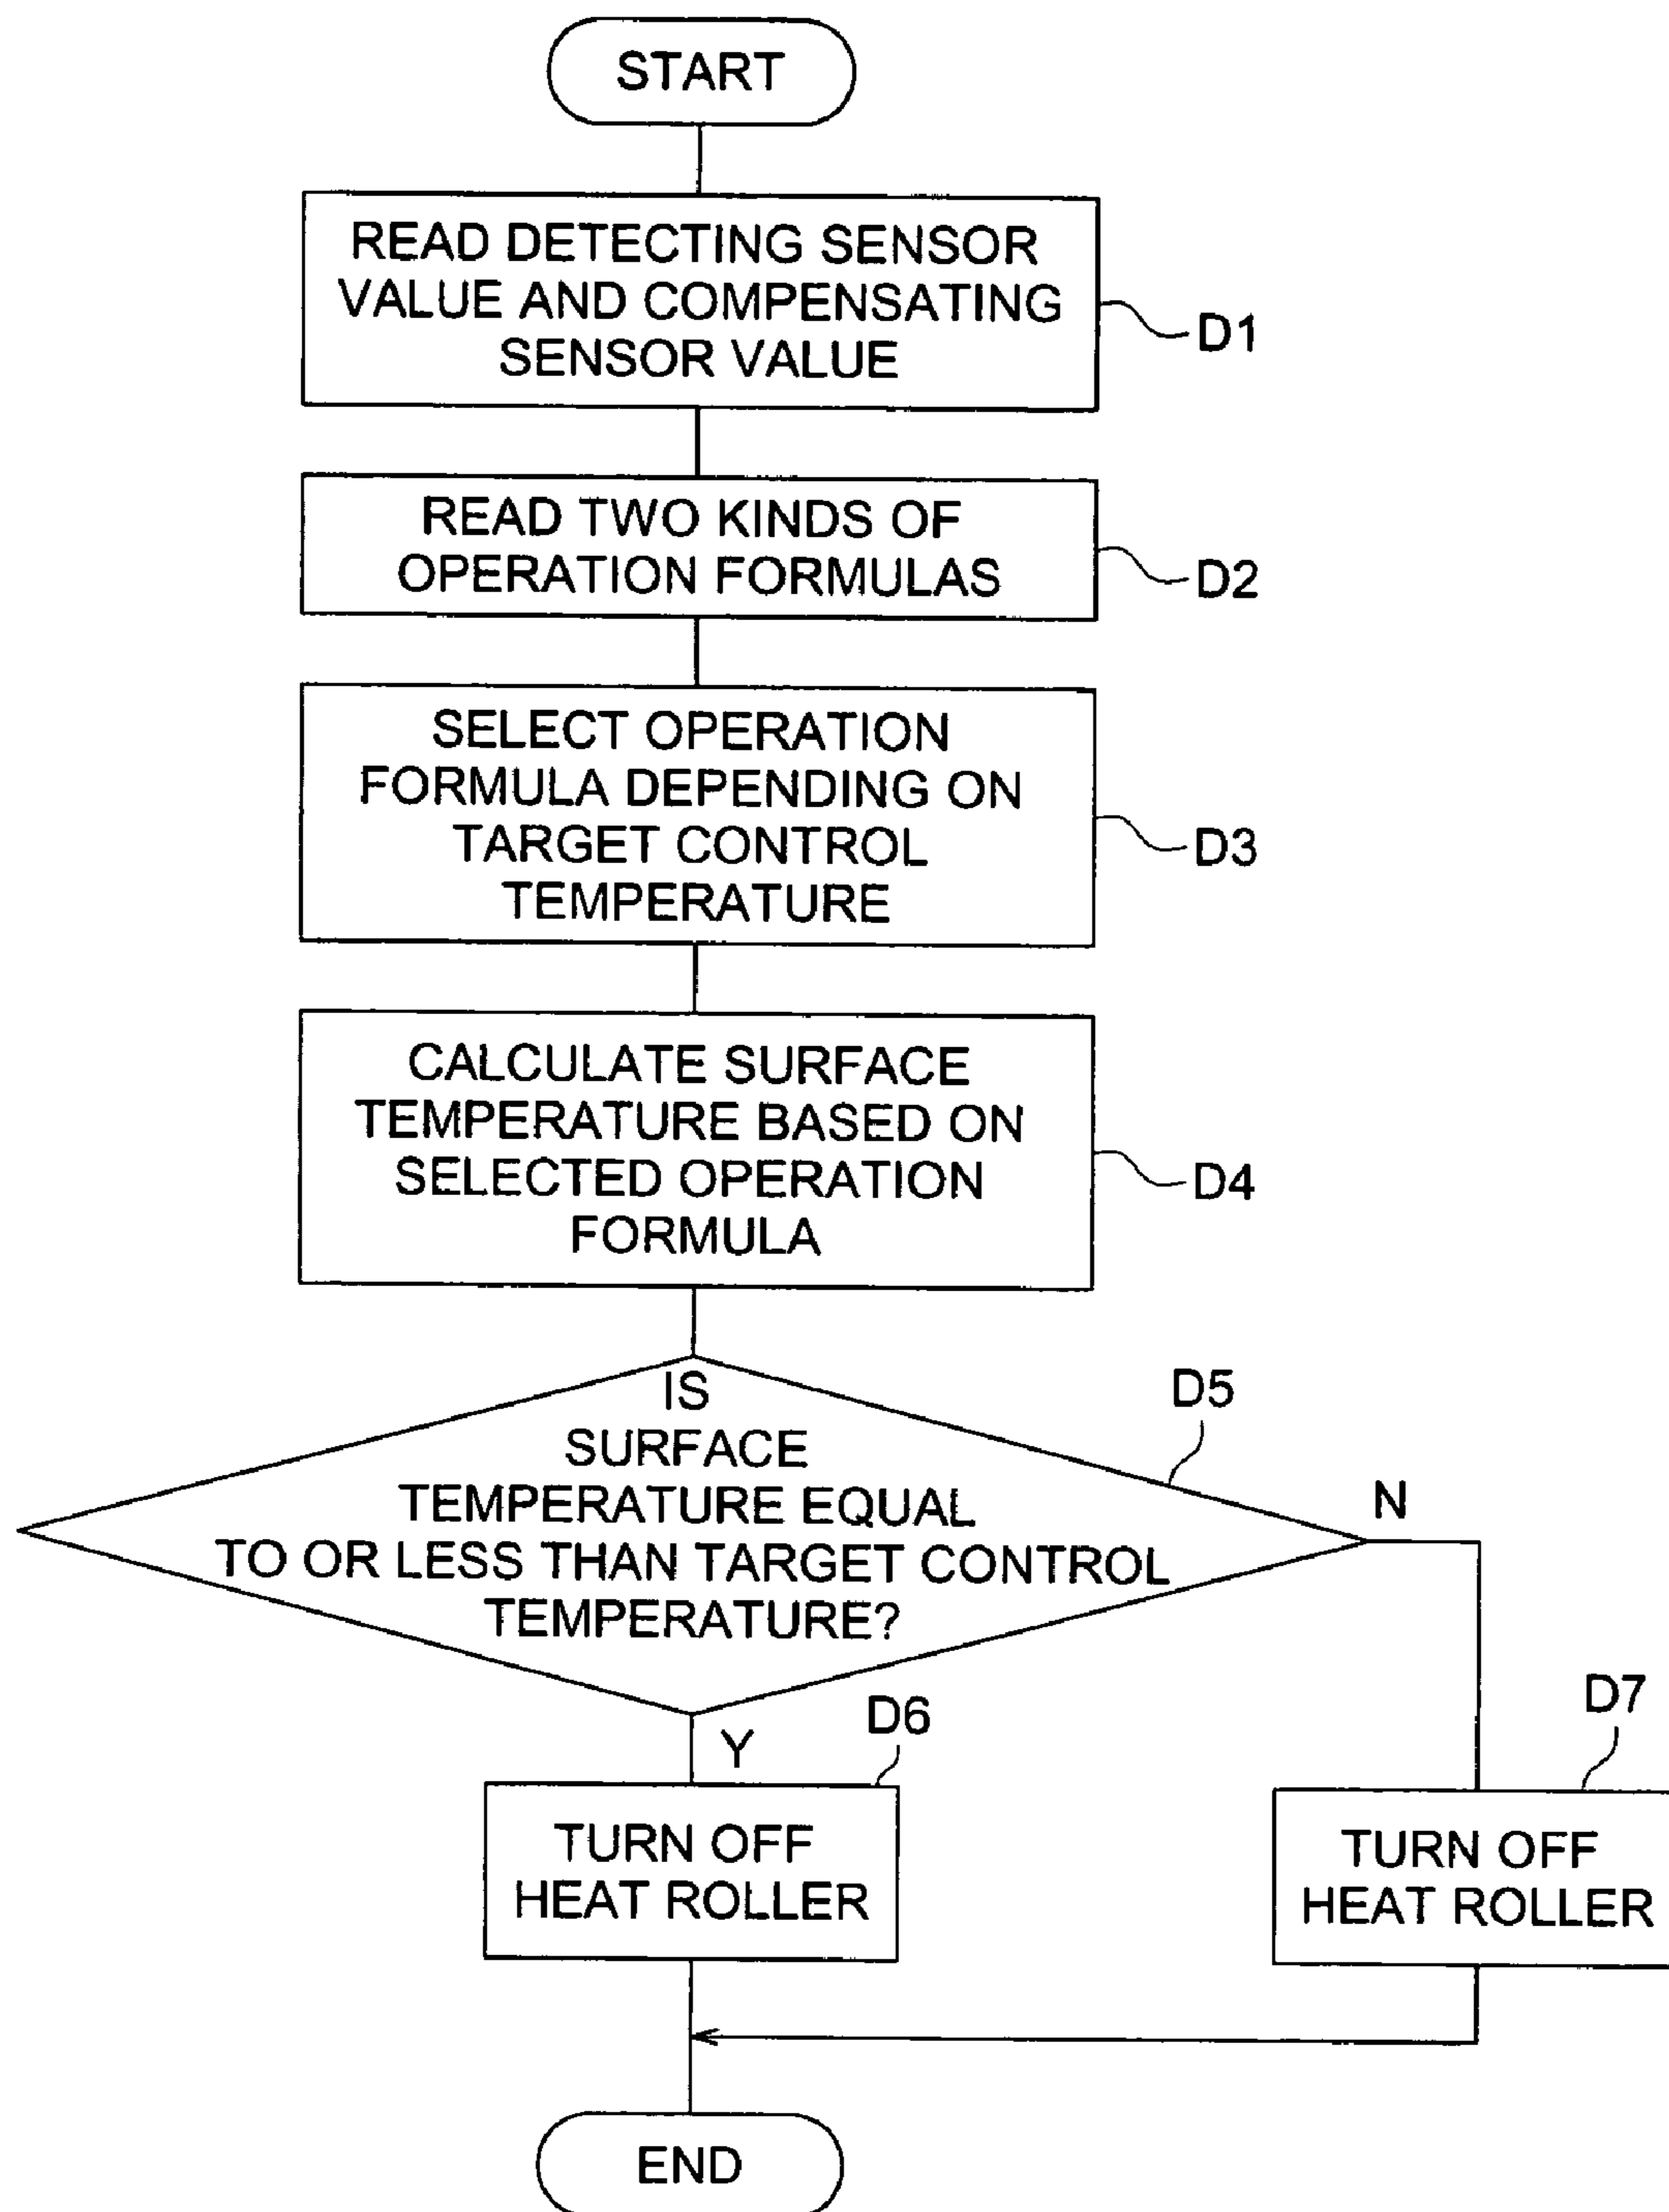 START
READ DETECTING SENSOR
VALUE AND COMPENSATING
SENSOR VALUE
D1
READ TWO KINDS OF
OPERATION FORMULAS
D2
SELECT OPERATION
FORMULA DEPENDING ON
TARGET CONTROL
TEMPERATURE
D3
CALCULATE SURFACE
TEMPERATURE BASED ON
SELECTED OPERATION
FORMULA
D4
IS
SURFACE
TEMPERATURE EQUAL
TO OR LESS THAN TARGET CONTROL
TEMPERATURE?
D5
N
Y
D6
TURN OFF
HEAT ROLLER
D7
TURN OFF
HEAT ROLLER
END